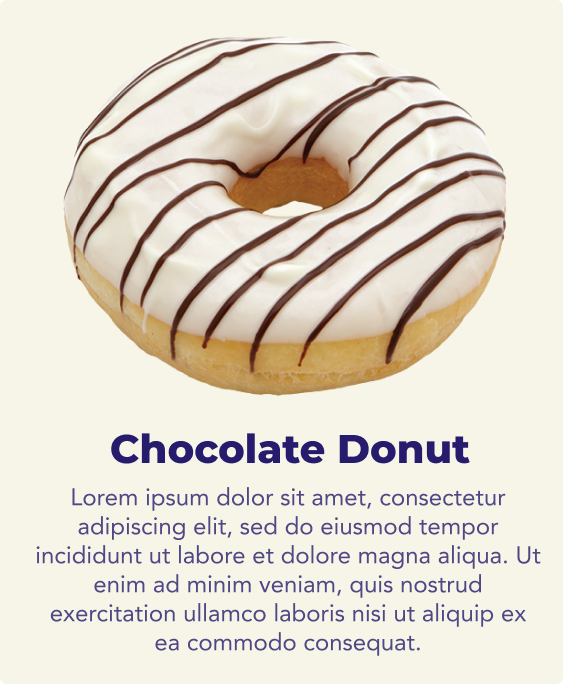 Chocolate Donut
Lorem ipsum dolor sit amet, consectetur
adipiscing elit, sed do eiusmod tempor
incididunt ut labore et dolore magna aliqua. Ut
enim ad minim veniam, quis nostrud
exercitation ullamco laboris nisi ut aliquip ex
ea commodo consequat.